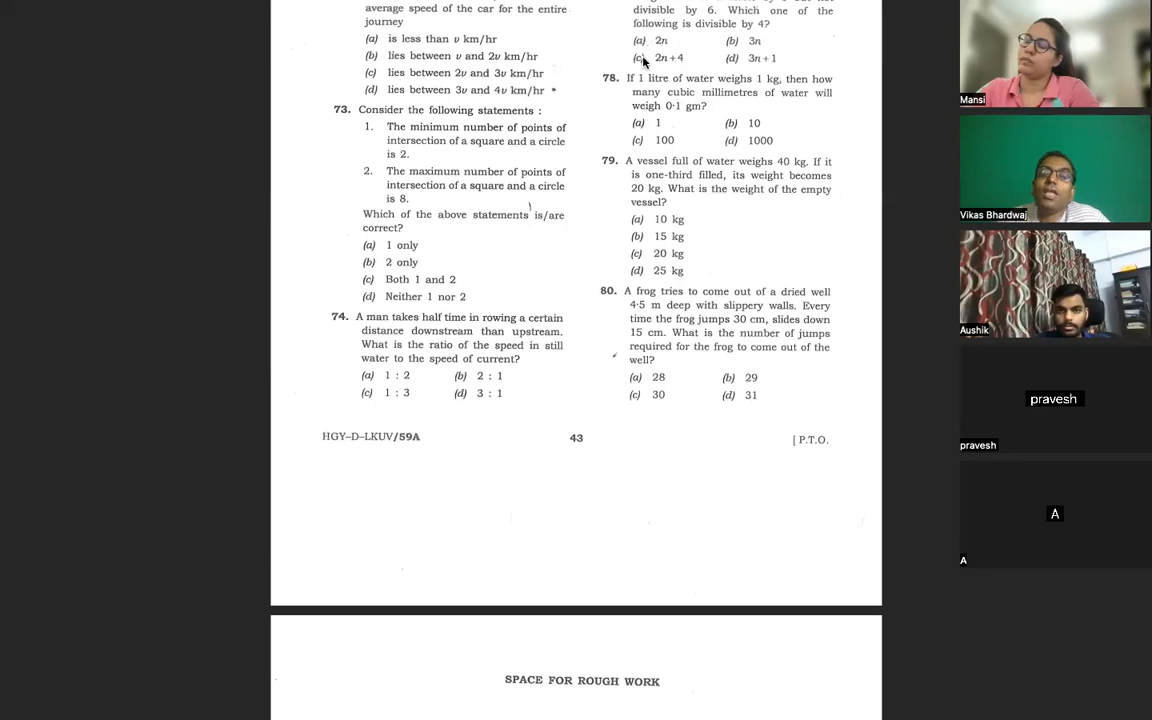 average speed of the car for the entire
journey
(a) is less than v km/hr
(b) lies between v and 2v km/hr
(c) lies between 2v and 3v km/hr
(d) lies between 3v and 4v km/hr
73. Consider the following statements :
1. The minimum number of points of
intersection of a square and a circle
is 2.
2. The maximum number of points of
intersection of a square and a circle
is 8.
Which of the above statements is/are
correct?
(a) 1 only
(b) 2 only
(c) Both 1 and 2
(d) Neither 1 nor 2
74. A man takes half time in rowing a certain
distance downstream than upstream.
What is the ratio of the speed in still
water to the speed of current?
(a) 1 : 2 (b) 2 : 1
(c) 1 : 3 (d) 3 : 1
divisible by 6. Which one of the
following is divisible by 4?
(a) 2n (b) 3n
(c) 2n+4 (d) 3n+1
78. If 1 litre of water weighs 1 kg, then how
many cubic millimetres of water will
weigh 0·1 gm?
(a) 1 (b) 10
(c) 100 (d) 1000
79. A vessel full of water weighs 40 kg. If it
is one-third filled, its weight becomes
20 kg. What is the weight of the empty
vessel?
(a) 10 kg
(b) 15 kg
(c) 20 kg
(d) 25 kg
80. A frog tries to come out of a dried well
4·5 m deep with slippery walls. Every
time the frog jumps 30 cm, slides down
15 cm. What is the number of jumps
required for the frog to come out of the
well?
(a) 28 (b) 29
(c) 30 (d) 31
HGY–D–LKUV/59A 43 [ P.T.O.
SPACE FOR ROUGH WORK
Mansi
Vikas Bhardwaj
Aushik
pravesh
pravesh
A
A